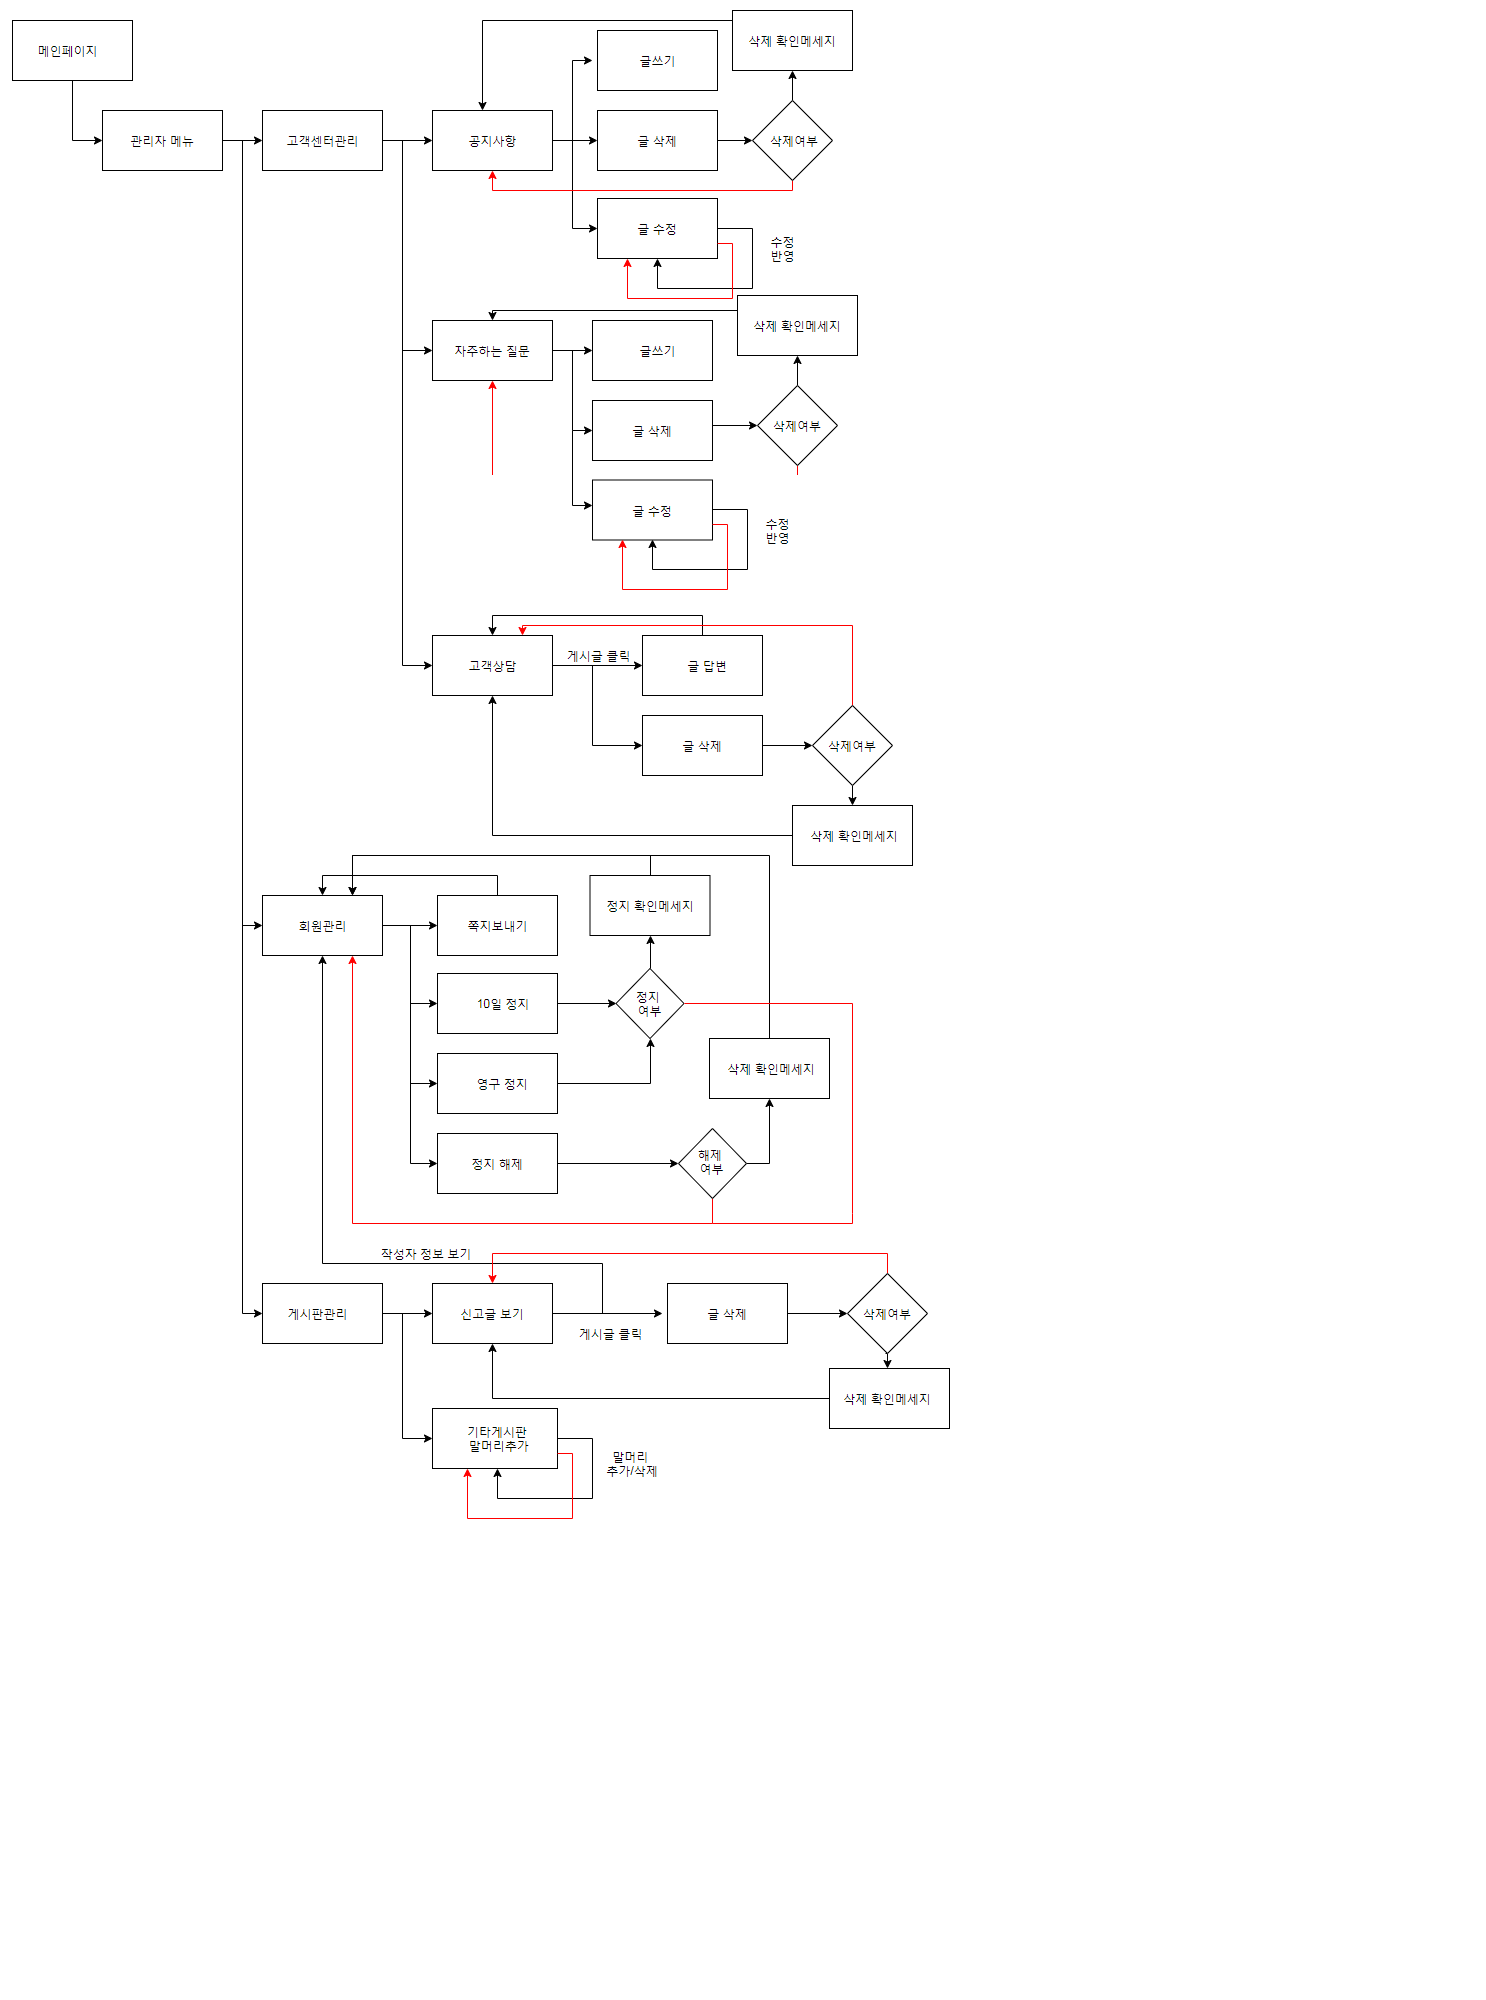 메인페이지
삭제 확인메세지
글쓰기
관리자 메뉴
고객센터관리
공지사항
글 삭제
삭제여부
글 수정
수정
반영
삭제 확인메세지
자주하는 질문
글쓰기
글 삭제
삭제여부
글 수정
수정
반영
고객상담
게시글 클릭
글 답변
글 삭제
삭제여부
삭제 확인메세지
회원관리
쪽지보내기
정지 확인메세지
10일 정지
정지
여부
영구 정지
삭제 확인메세지
정지 해제
해제
여부
작성자 정보 보기
게시판관리
신고글 보기
게시글 클릭
글 삭제
삭제여부
삭제 확인메세지
기타게시판
말머리추가
말머리
추가/삭제